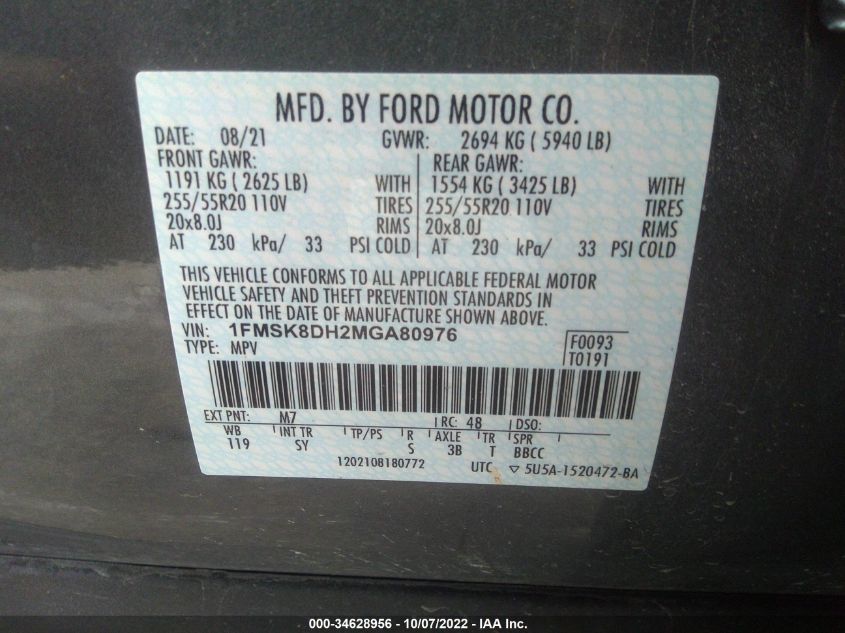 MFD. BY FORD MOTOR CO.
DATE: 08/21 GVWR: 2694 KG ( 5940 LB)
FRONT GAWR: REAR GAWR:
1191 KG ( 2625 LB) WITH 1554 KG ( 3425 LB) WITH
255/55R20 110V TIRES 255/55R20 110V TIRES
20x8.0J RIMS 20x8.0J RIMS
AT 230 kPa/ 33 PSI COLD AT 230 kPa/ 33 PSI COLD
THIS VEHICLE CONFORMS TO ALL APPLICABLE FEDERAL MOTOR
VEHICLE SAFETY AND THEFT PREVENTION STANDARDS IN
EFFECT ON THE DATE OF MANUFACTURE SHOWN ABOVE.
VIN: 1FMSK8DH2MGA80976 F0093
TYPE: MPV T0191
EXT PNT: M7 RC: 48 DSO:
WB INT TR TP/PS R AXLE TR SPR
119 SY S 3B T BBCC
1202108180772 UTC ▽ 5U5A-1520472-BA
000-34628956 - 10/07/2022 - IAA Inc.